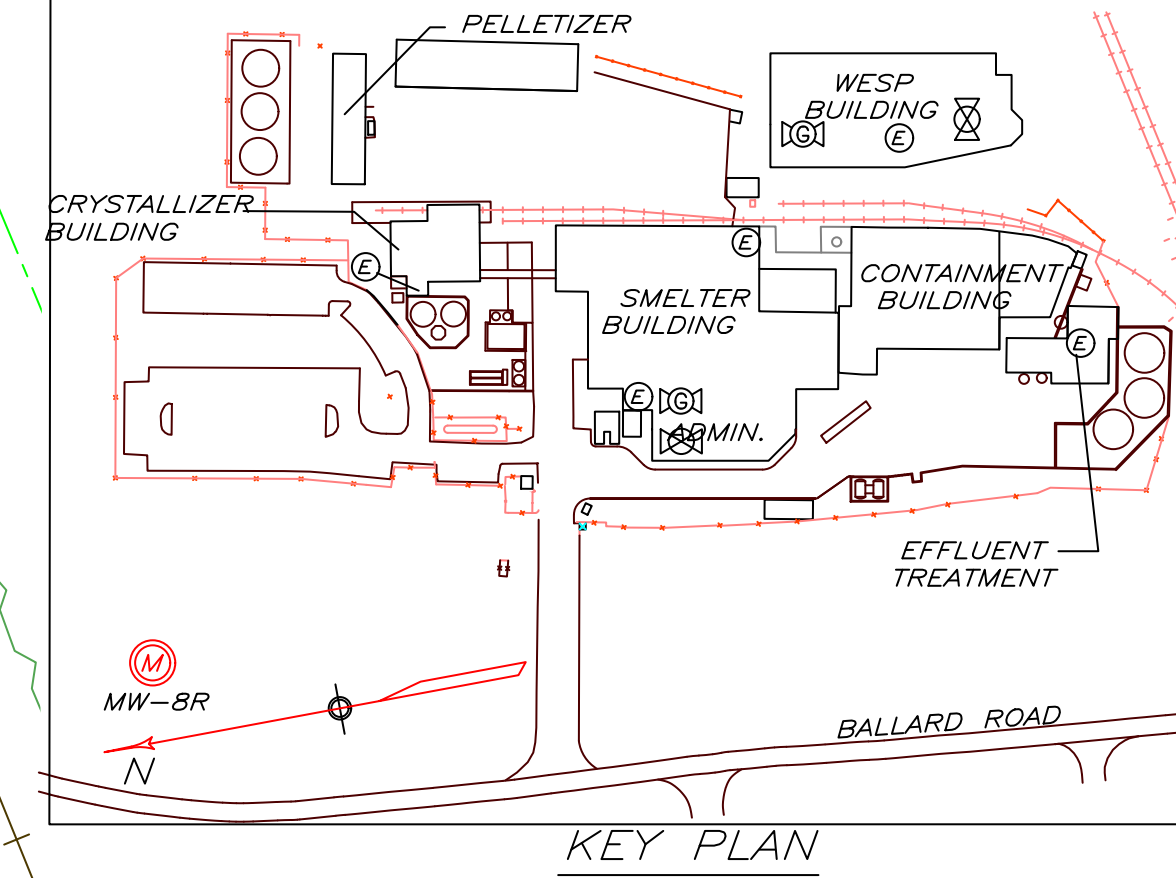 PELLETIZER
WESP
BUILDING
G
E
CRYSTALLIZER
BUILDING
E
E
SMELTER
BUILDING
CONTAINMENT
BUILDING
E
E
G
ADMIN.
EFFLUENT
TREATMENT
M
MW-8R
N
BALLARD ROAD
KEY PLAN